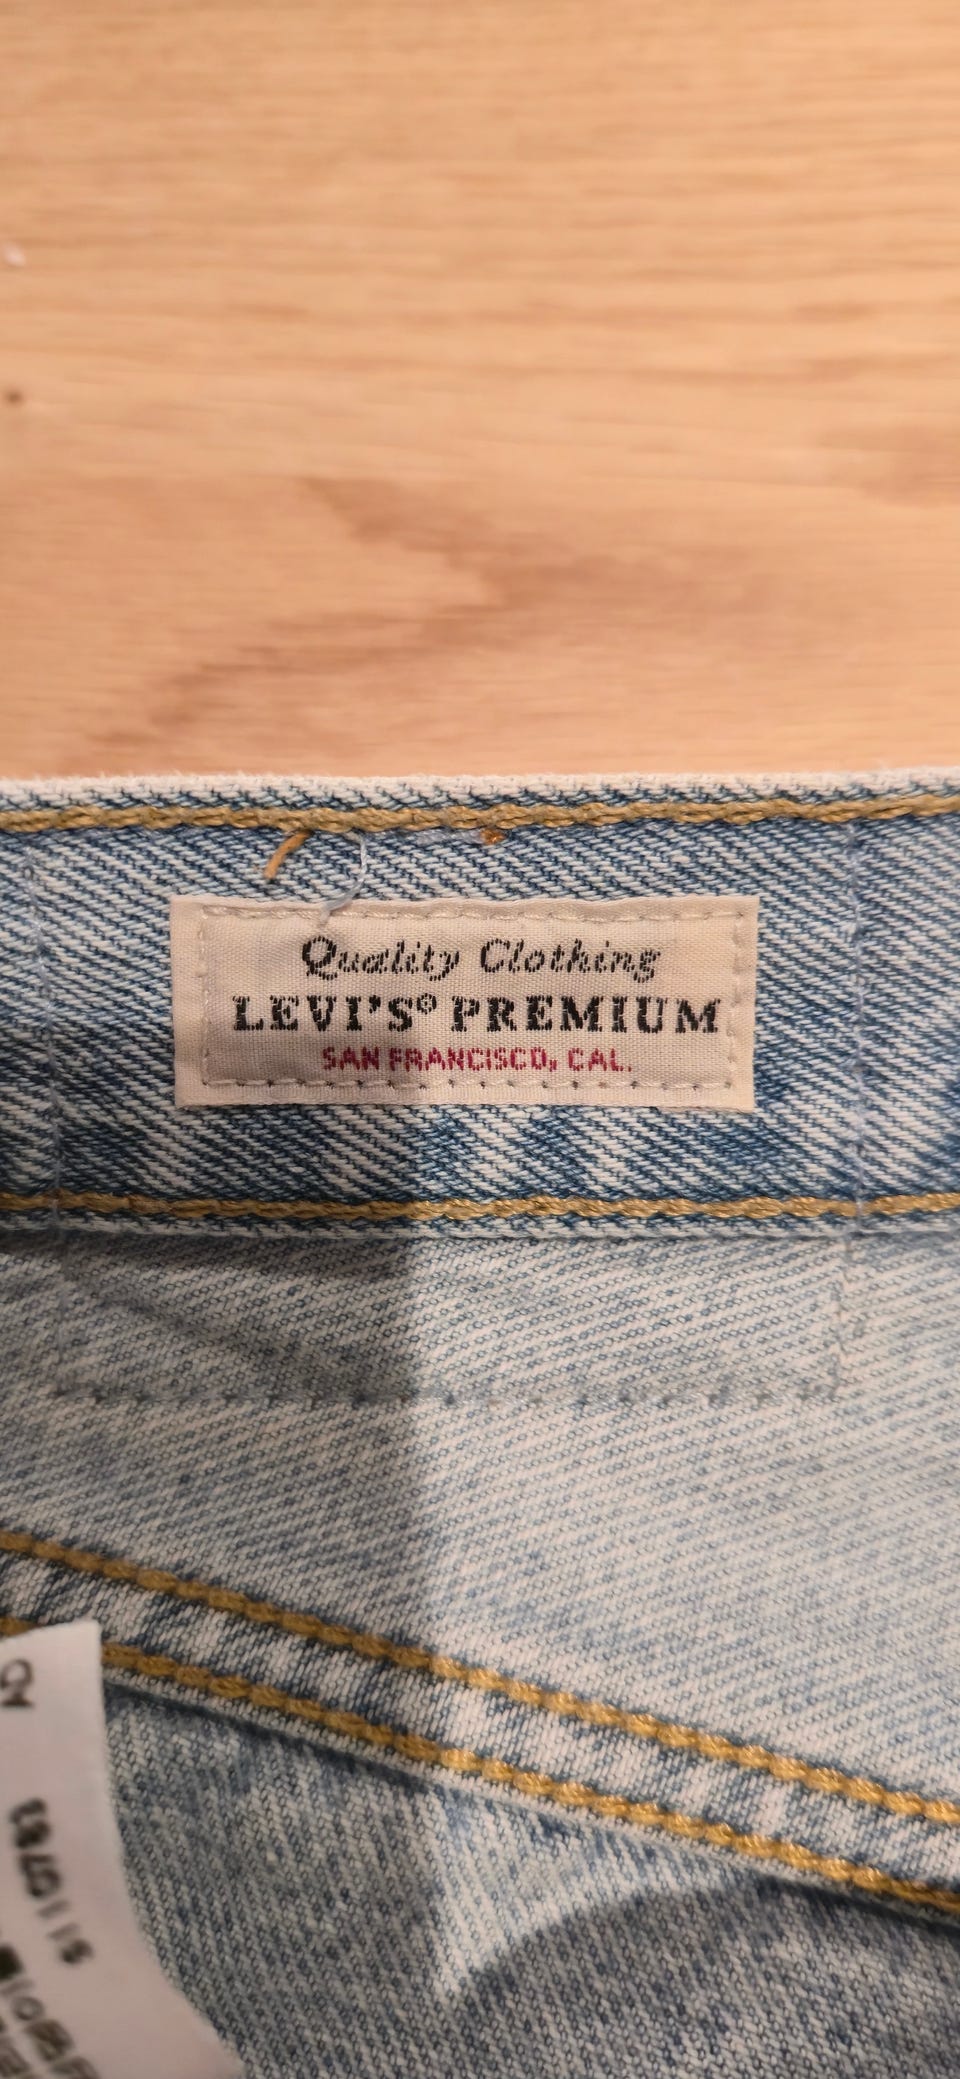 Quality Clothing
LEVI'S® PREMIUM
SAN FRANCISCO, CAL.